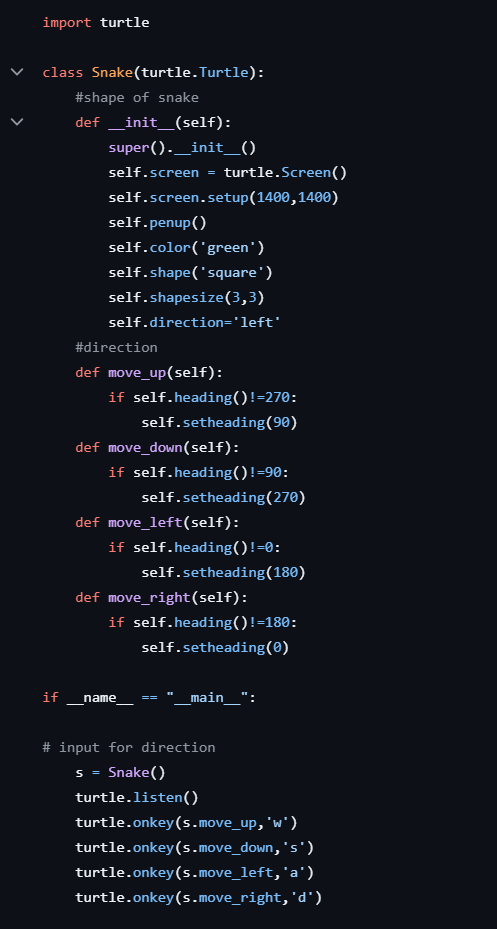 import turtle
class Snake(turtle.Turtle):
    #shape of snake
    def __init__(self):
        super().__init__()
        self.screen = turtle.Screen()
        self.screen.setup(1400,1400)
        self.penup()
        self.color('green')
        self.shape('square')
        self.shapesize(3,3)
        self.direction='left'
    #direction
    def move_up(self):
        if self.heading()!=270:
            self.setheading(90)
    def move_down(self):
        if self.heading()!=90:
            self.setheading(270)
    def move_left(self):
        if self.heading()!=0:
            self.setheading(180)
    def move_right(self):
        if self.heading()!=180:
            self.setheading(0)
if __name__ == "__main__":
# input for direction
    s = Snake()
    turtle.listen()
    turtle.onkey(s.move_up,'w')
    turtle.onkey(s.move_down,'s')
    turtle.onkey(s.move_left,'a')
    turtle.onkey(s.move_right,'d')